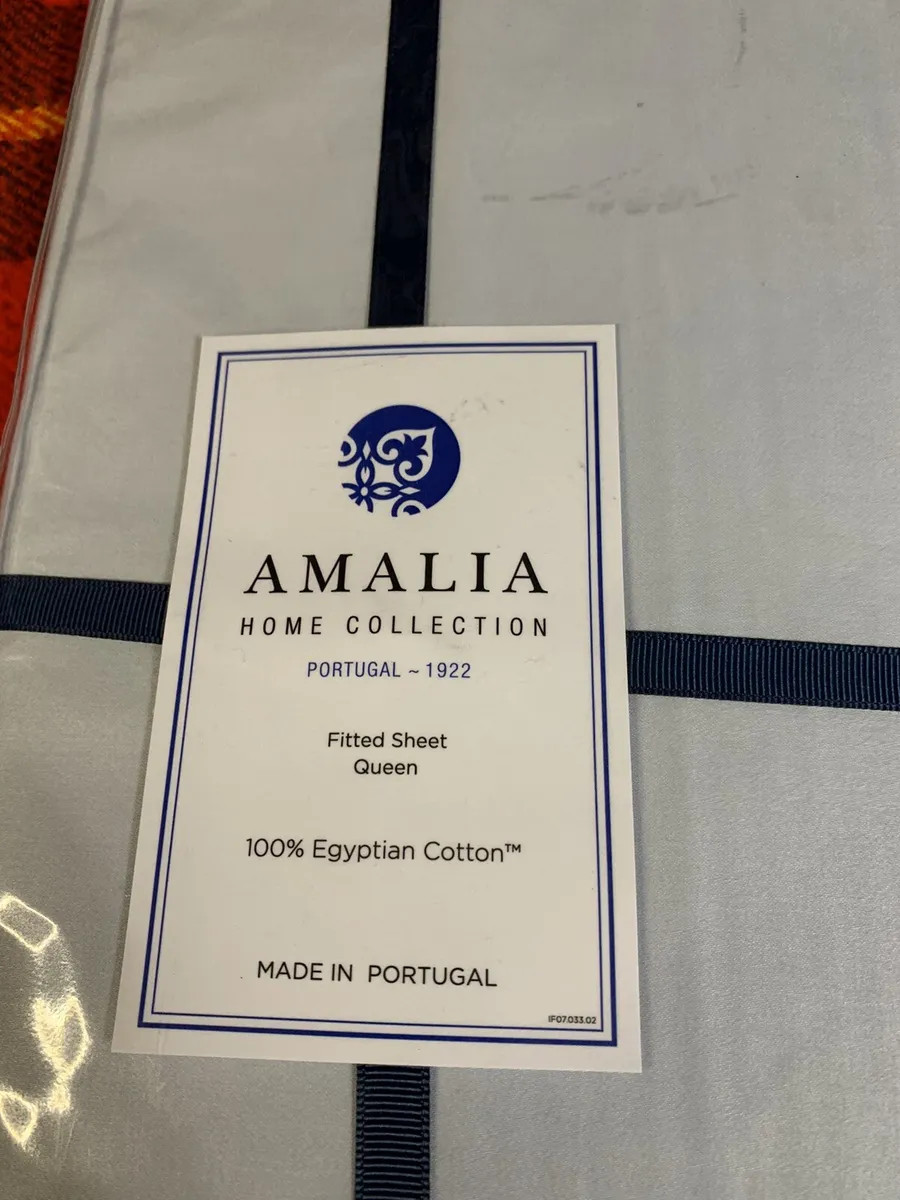 AMALIA
HOME COLLECTION
PORTUGAL ~ 1922
Fitted Sheet
Queen
100% Egyptian Cotton™
MADE IN PORTUGAL
IF07.033.02